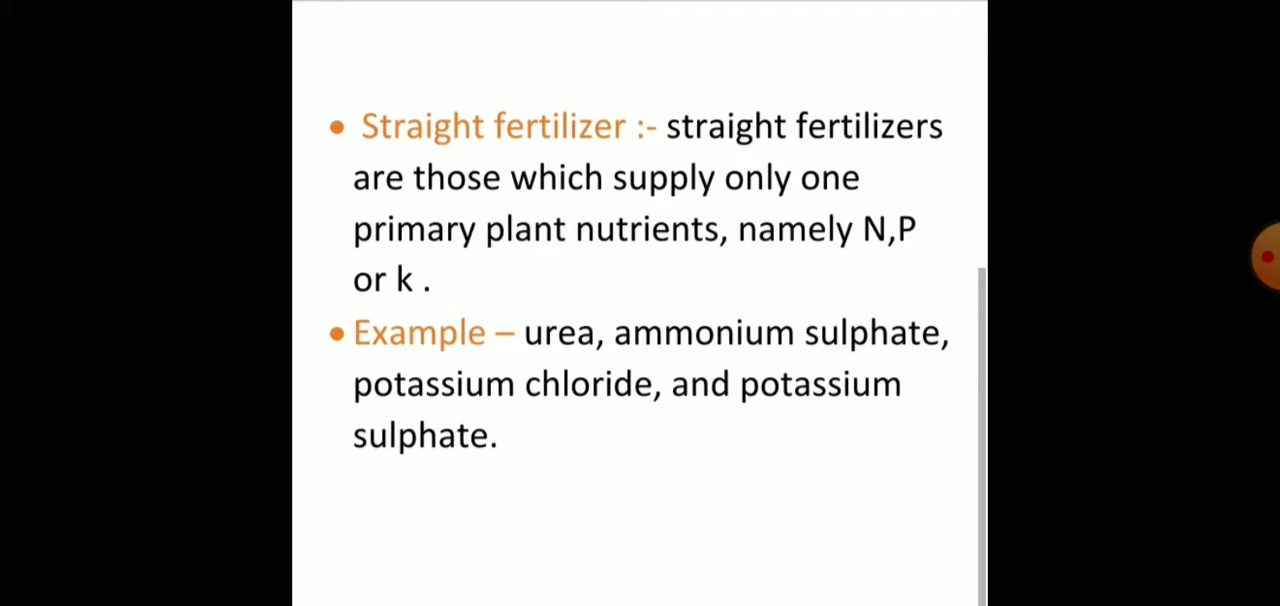 • Straight fertilizer :- straight fertilizers
are those which supply only one
primary plant nutrients, namely N,P
or k .
• Example – urea, ammonium sulphate,
potassium chloride, and potassium
sulphate.